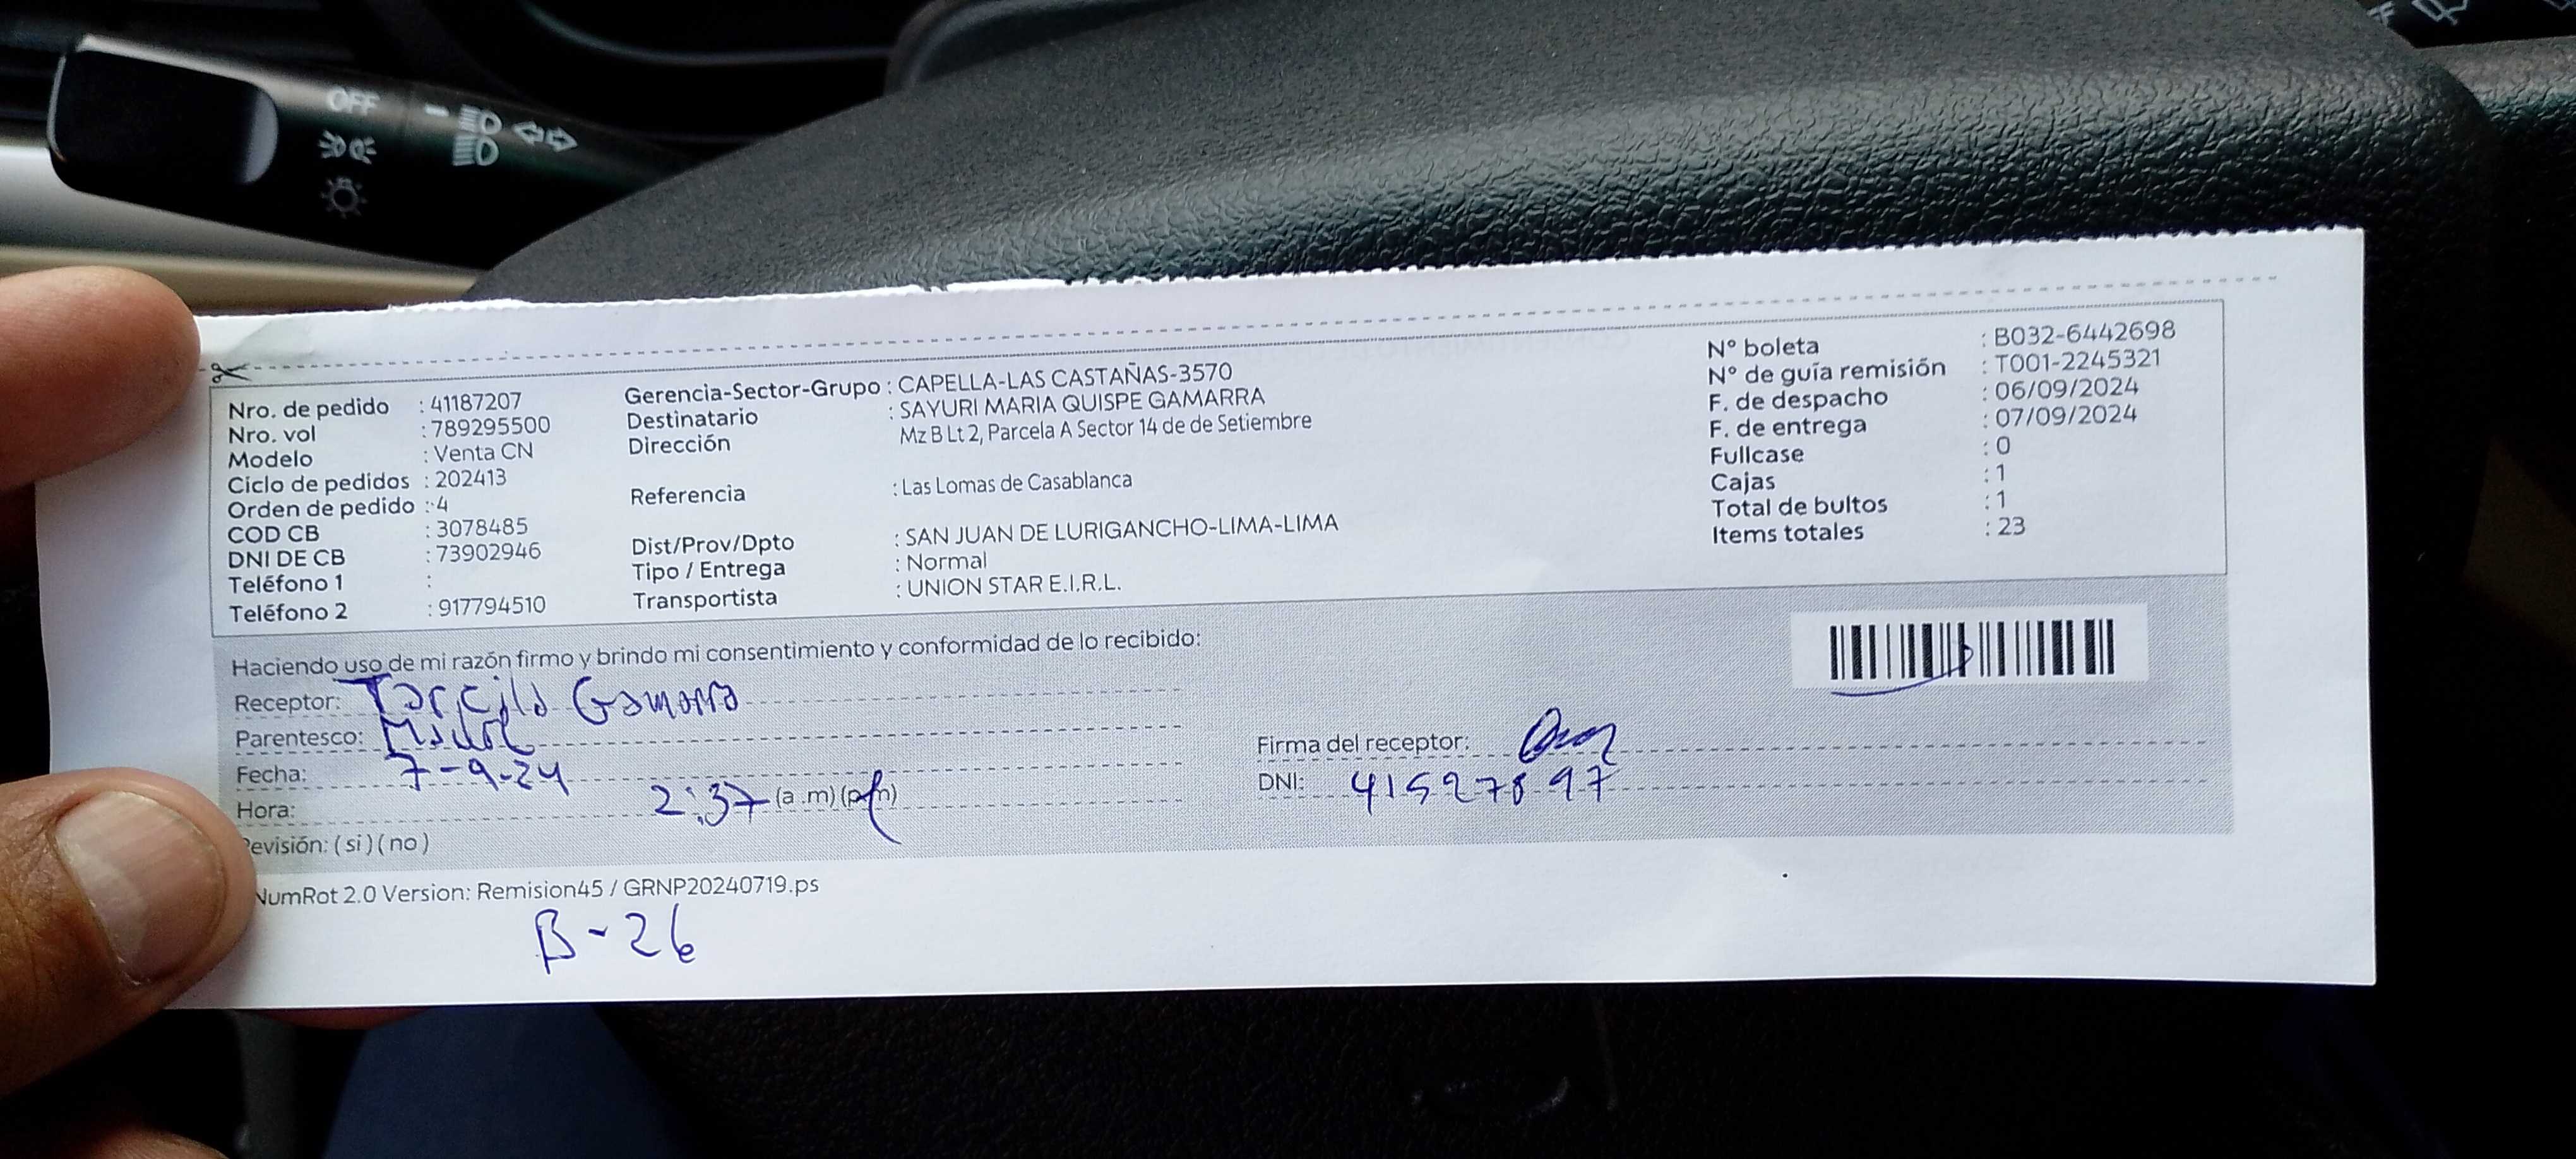 OFF
Nro. de pedido : 41187207
Nro. vol : 789295500
Modelo : Venta CN
Ciclo de pedidos : 202413
Orden de pedido : 4
COD CB : 3078485
DNI DE CB : 73902946
Teléfono 1 :
Teléfono 2 : 917794510
Gerencia-Sector-Grupo : CAPELLA-LAS CASTAÑAS-3570
Destinatario : SAYURI MARIA QUISPE GAMARRA
Dirección Mz B Lt 2, Parcela A Sector 14 de de Setiembre
Referencia : Las Lomas de Casablanca
Dist/Prov/Dpto : SAN JUAN DE LURIGANCHO-LIMA-LIMA
Tipo / Entrega : Normal
Transportista : UNION STAR E.I.R.L.
N° boleta : B032-6442698
N° de guía remisión : T001-2245321
F. de despacho : 06/09/2024
F. de entrega : 07/09/2024
Fullcase : 0
Cajas : 1
Total de bultos : 1
Items totales : 23
Haciendo uso de mi razón firmo y brindo mi consentimiento y conformidad de lo recibido:
Receptor: Tarcila Gamarra
Parentesco: Madre
Fecha: 7-9-24
Hora: 2:37 (a.m) (p.m)
evisión: ( si ) ( no )
Firma del receptor:
DNI: 41527897
NumRot 2.0 Version: Remision45 / GRNP20240719.ps
B-26